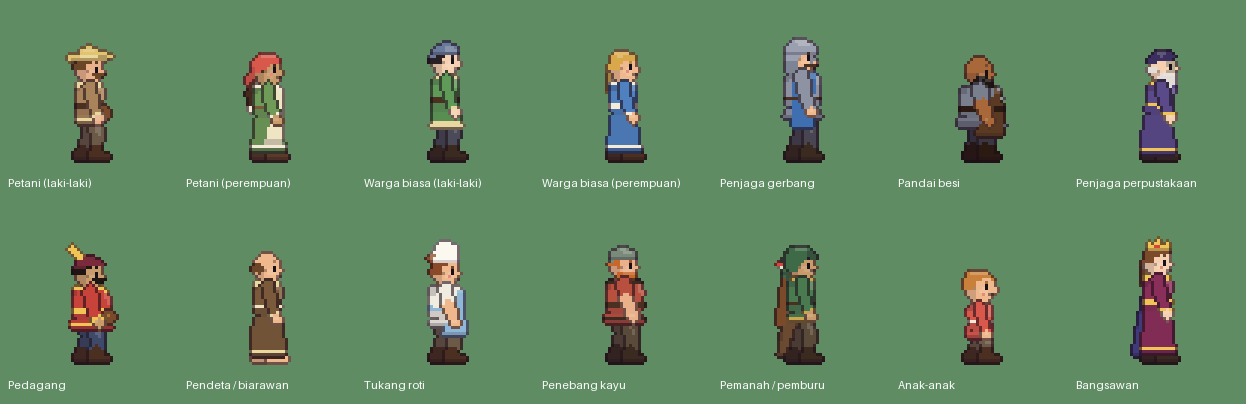 Petani (laki-laki)
Petani (perempuan)
Warga biasa (laki-laki)
Warga biasa (perempuan)
Penjaga gerbang
Pandai besi
Penjaga perpustakaan
Pedagang
Pendeta / biarawan
Tukang roti
Penebang kayu
Pemanah / pemburu
Anak-anak
Bangsawan